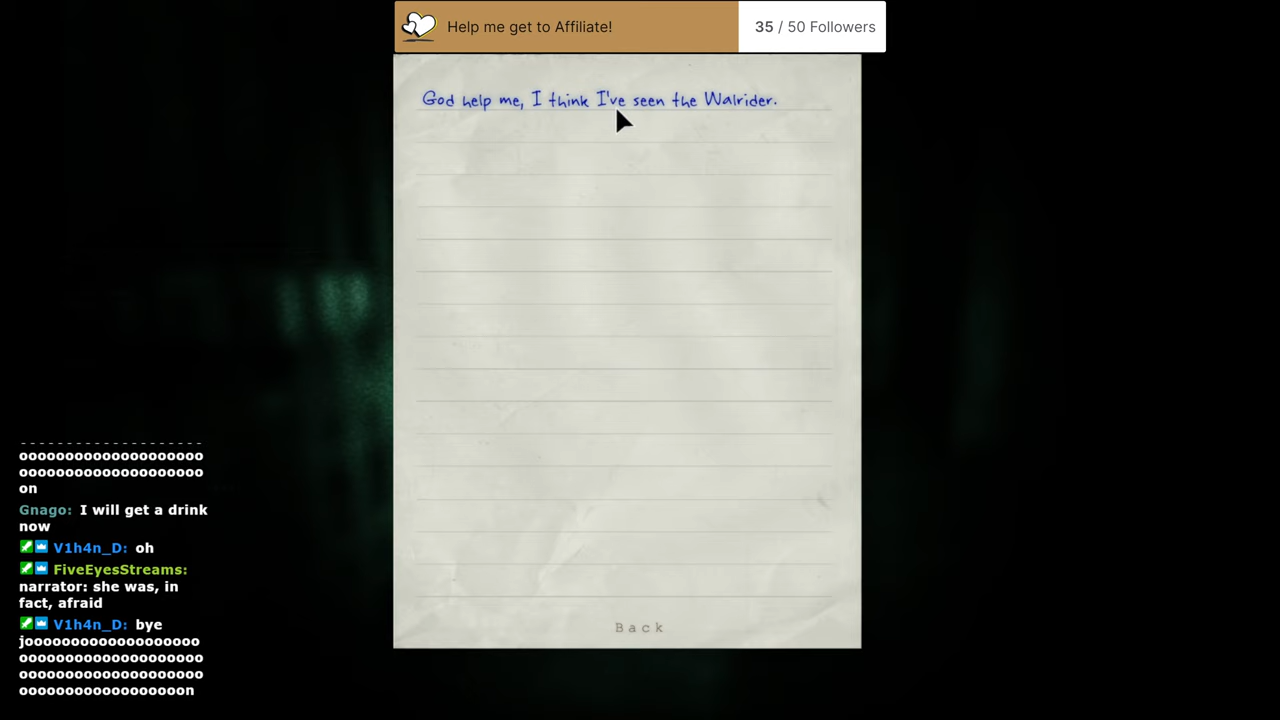 Help me get to Affiliate!
35 / 50 Followers
God help me, I think I've seen the Walrider.
Back
oooooooooooooooooooo
oooooooooooooooooooo
on
Gnago: I will get a drink
now
V1h4n_D: oh
FiveEyesStreams:
narrator: she was, in
fact, afraid
V1h4n_D: bye
jooooooooooooooooooo
oooooooooooooooooooo
oooooooooooooooooooo
ooooooooooooooooooon